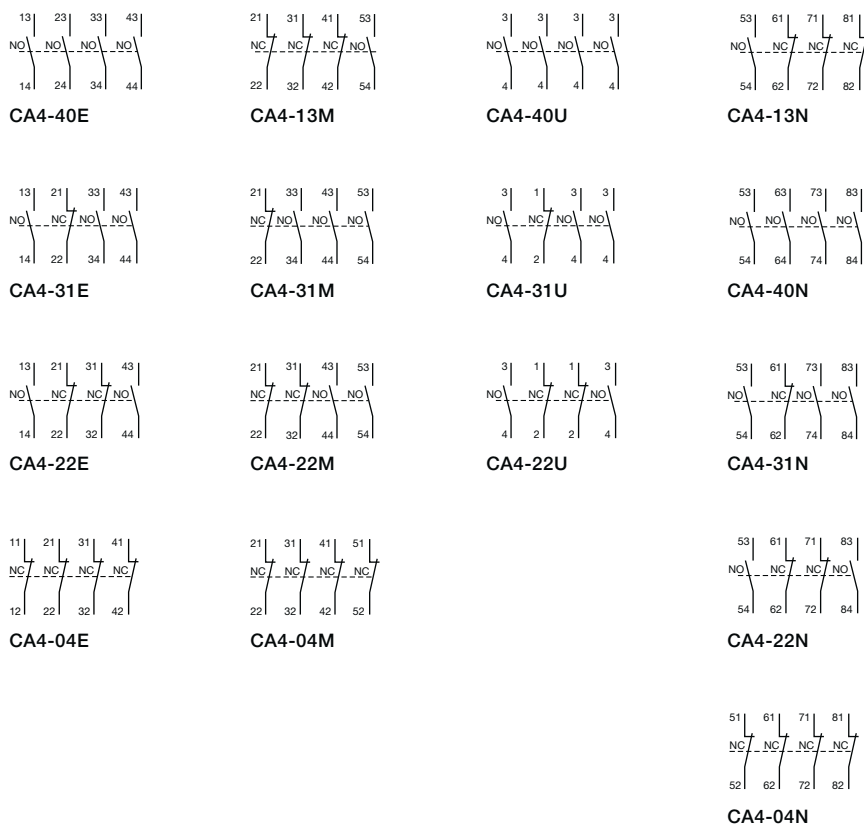 13 23 33 43
NO NO NO NO
14 24 34 44
CA4-40E
21 31 41 53
NC NC NC NO
22 32 42 54
CA4-13M
3 3 3 3
NO NO NO NO
4 4 4 4
CA4-40U
53 61 71 81
NO NC NC NC
54 62 72 82
CA4-13N
13 21 33 43
NO NC NO NO
14 22 34 44
CA4-31E
21 33 43 53
NC NO NO NO
22 34 44 54
CA4-31M
3 1 3 3
NO NC NO NO
4 2 4 4
CA4-31U
53 63 73 83
NO NO NO NO
54 64 74 84
CA4-40N
13 21 31 43
NO NC NC NO
14 22 32 44
CA4-22E
21 31 43 53
NC NC NO NO
22 32 44 54
CA4-22M
3 1 1 3
NO NC NC NO
4 2 2 4
CA4-22U
53 61 73 83
NO NC NO NO
54 62 74 84
CA4-31N
11 21 31 41
NC NC NC NC
12 22 32 42
CA4-04E
21 31 41 51
NC NC NC NC
22 32 42 52
CA4-04M
53 61 71 83
NO NC NC NO
54 62 72 84
CA4-22N
51 61 71 81
NC NC NC NC
52 62 72 82
CA4-04N